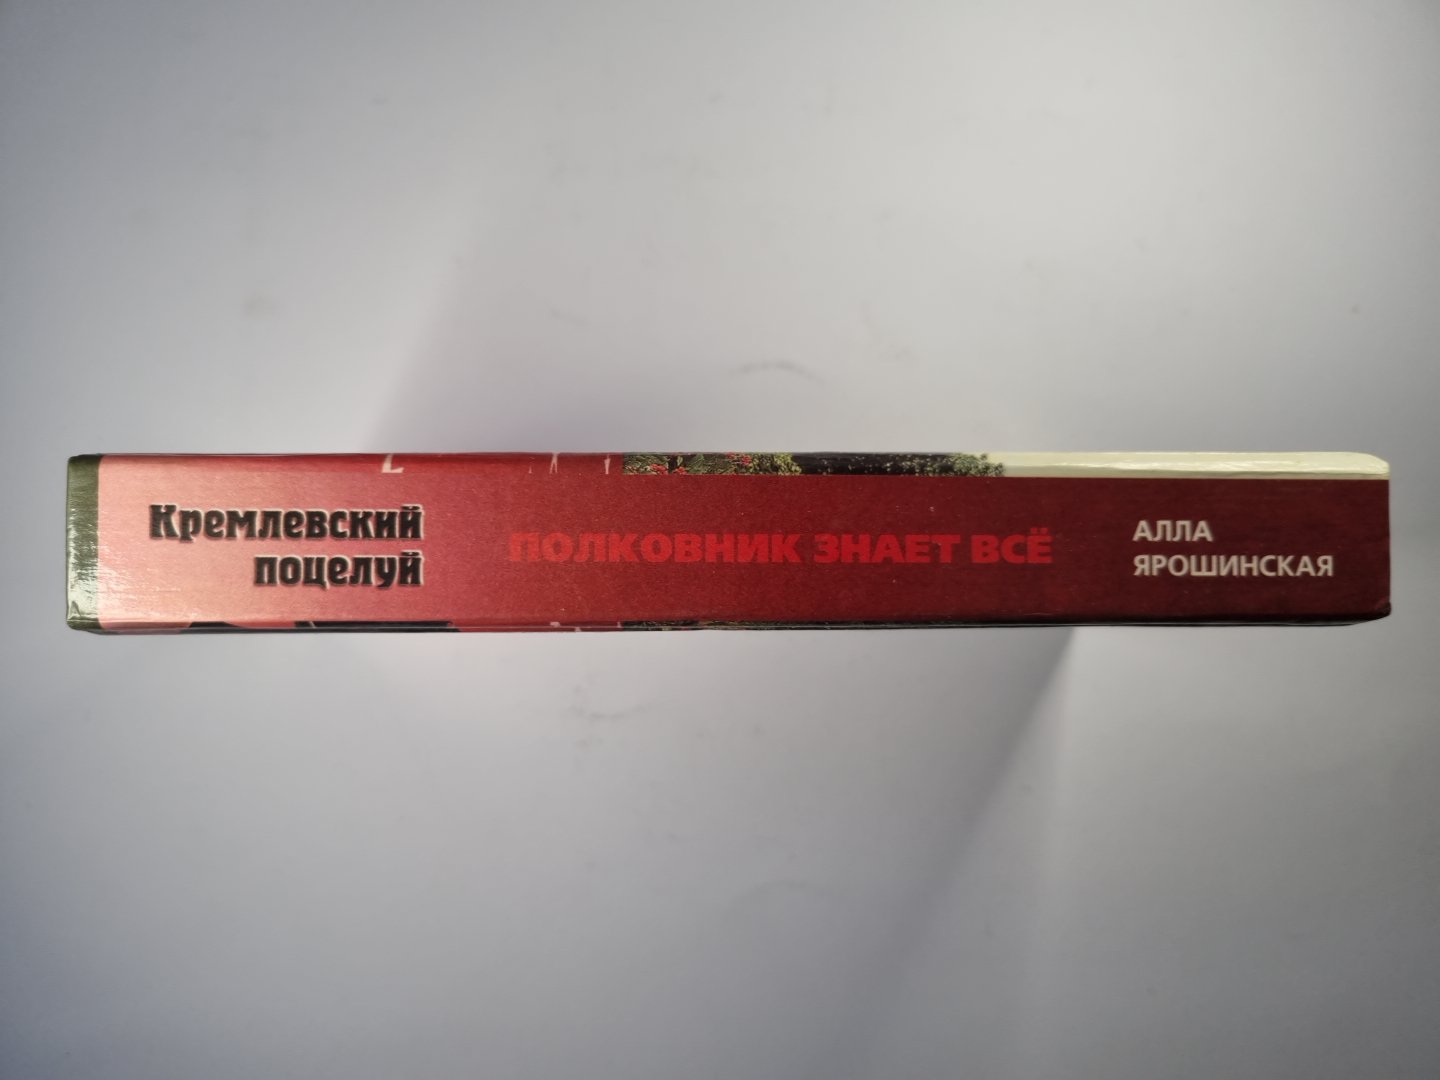 Кремлевский
поцелуй
ПОЛКОВНИК ЗНАЕТ ВСЁ
АЛЛА
ЯРОШИНСКАЯ